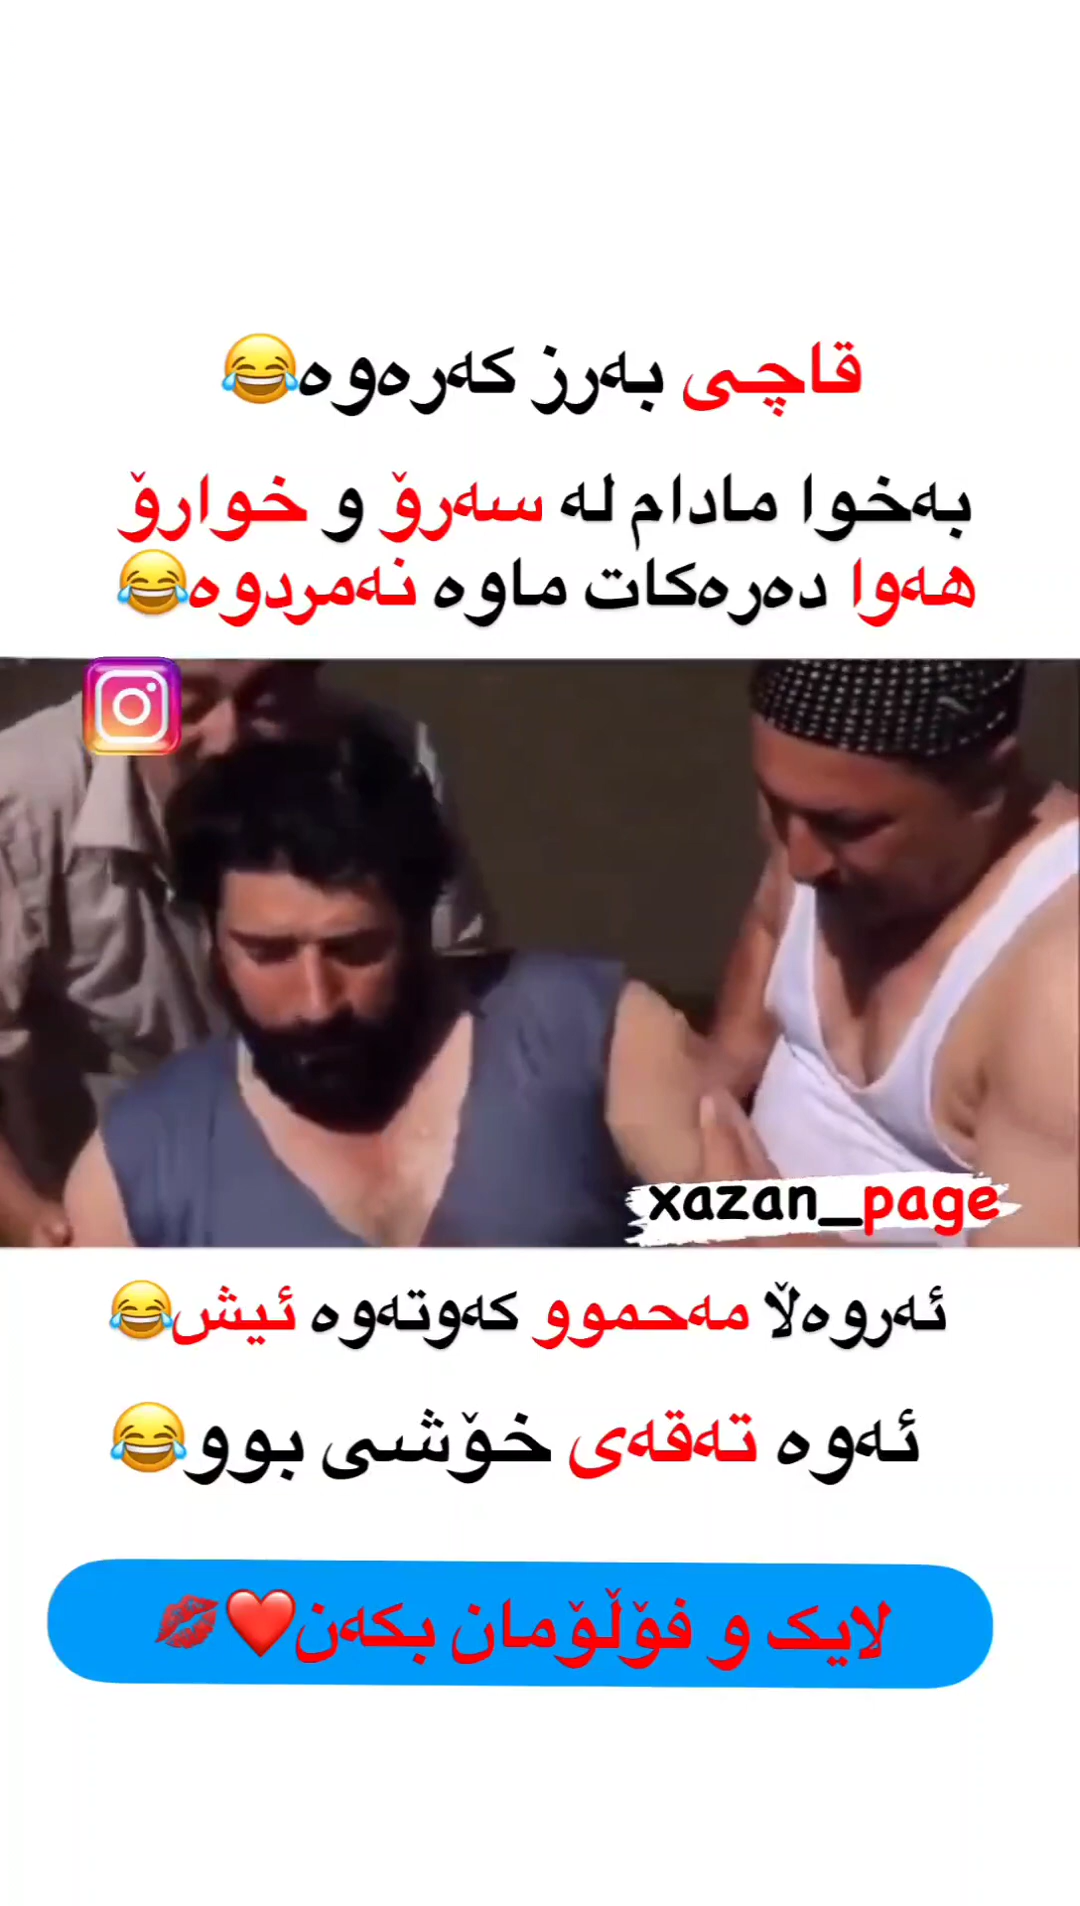 قاچی بەرز کەرەوە😂
بەخوا مادام لە سەرۆ و خوارۆ
هەوا دەرەکات ماوە نەمردوە😂
xazan_page
ئەروەڵا مەحموو کەوتەوە ئیش😂
ئەوە تەقەی خۆشی بوو😂
لایک و فۆڵۆمان بکەن❤️💋